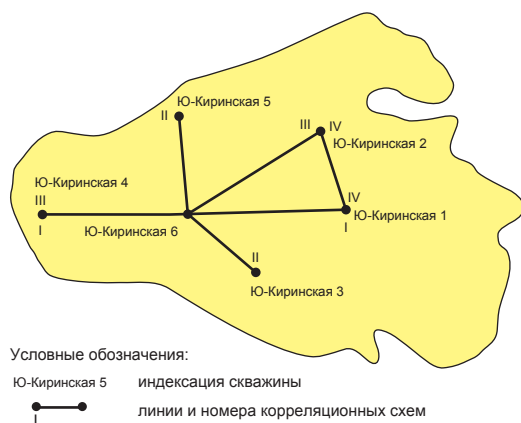 Ю-Киринская 5
II
III IV
Ю-Киринская 2
Ю-Киринская 4
III
IV
I
Ю-Киринская 6
I
Ю-Киринская 1
II
Ю-Киринская 3
Условные обозначения:
Ю-Киринская 5 индексация скважины
I
линии и номера корреляционных схем